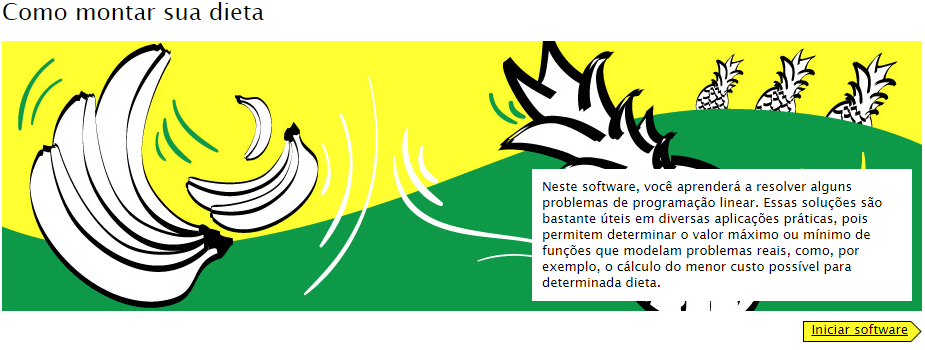 Como montar sua dieta
Neste software, você aprenderá a resolver alguns
problemas de programação linear. Essas soluções são
bastante úteis em diversas aplicações práticas, pois
permitem determinar o valor máximo ou mínimo de
funções que modelam problemas reais, como, por
exemplo, o cálculo do menor custo possível para
determinada dieta.
Iniciar software